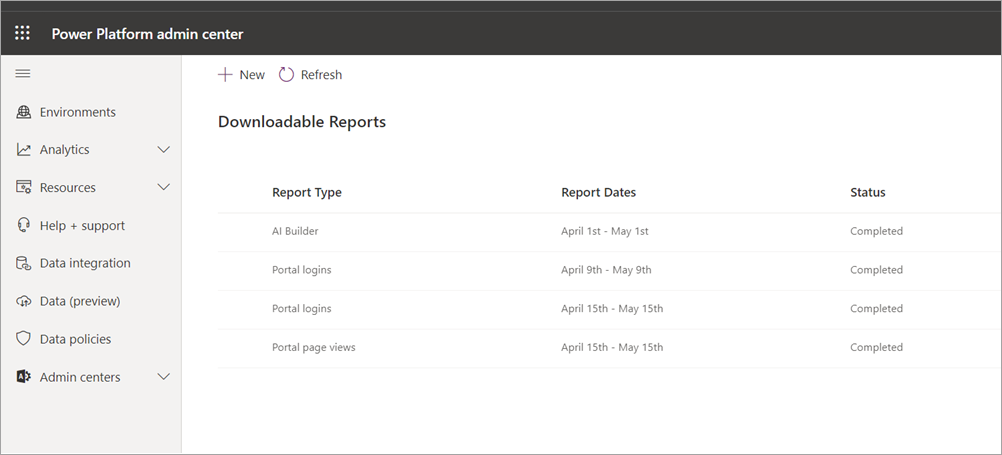 Power Platform admin center
New Refresh
Environments
Analytics
Resources
Help + support
Data integration
Data (preview)
Data policies
Admin centers
Downloadable Reports
Report Type Report Dates Status
AI Builder April 1st - May 1st Completed
Portal logins April 9th - May 9th Completed
Portal logins April 15th - May 15th Completed
Portal page views April 15th - May 15th Completed